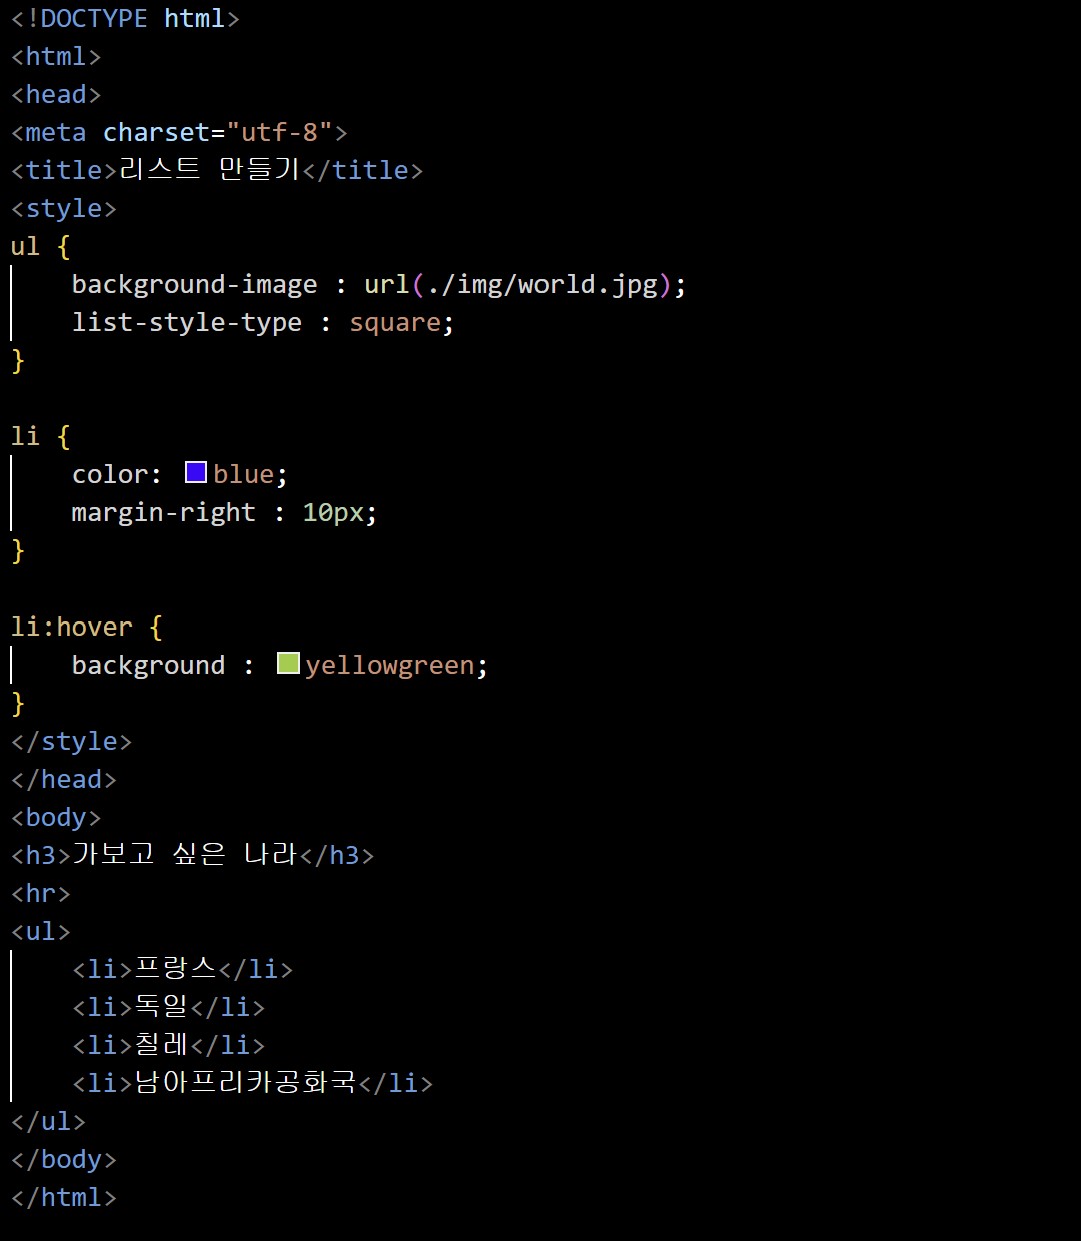 <!DOCTYPE html>
<html>
<head>
<meta charset="utf-8">
<title>리스트 만들기</title>
<style>
ul {
    background-image : url(./img/world.jpg);
    list-style-type : square;
}

li {
    color: blue;
    margin-right : 10px;
}

li:hover {
    background : yellowgreen;
}
</style>
</head>
<body>
<h3>가보고 싶은 나라</h3>
<hr>
<ul>
    <li>프랑스</li>
    <li>독일</li>
    <li>칠레</li>
    <li>남아프리카공화국</li>
</ul>
</body>
</html>